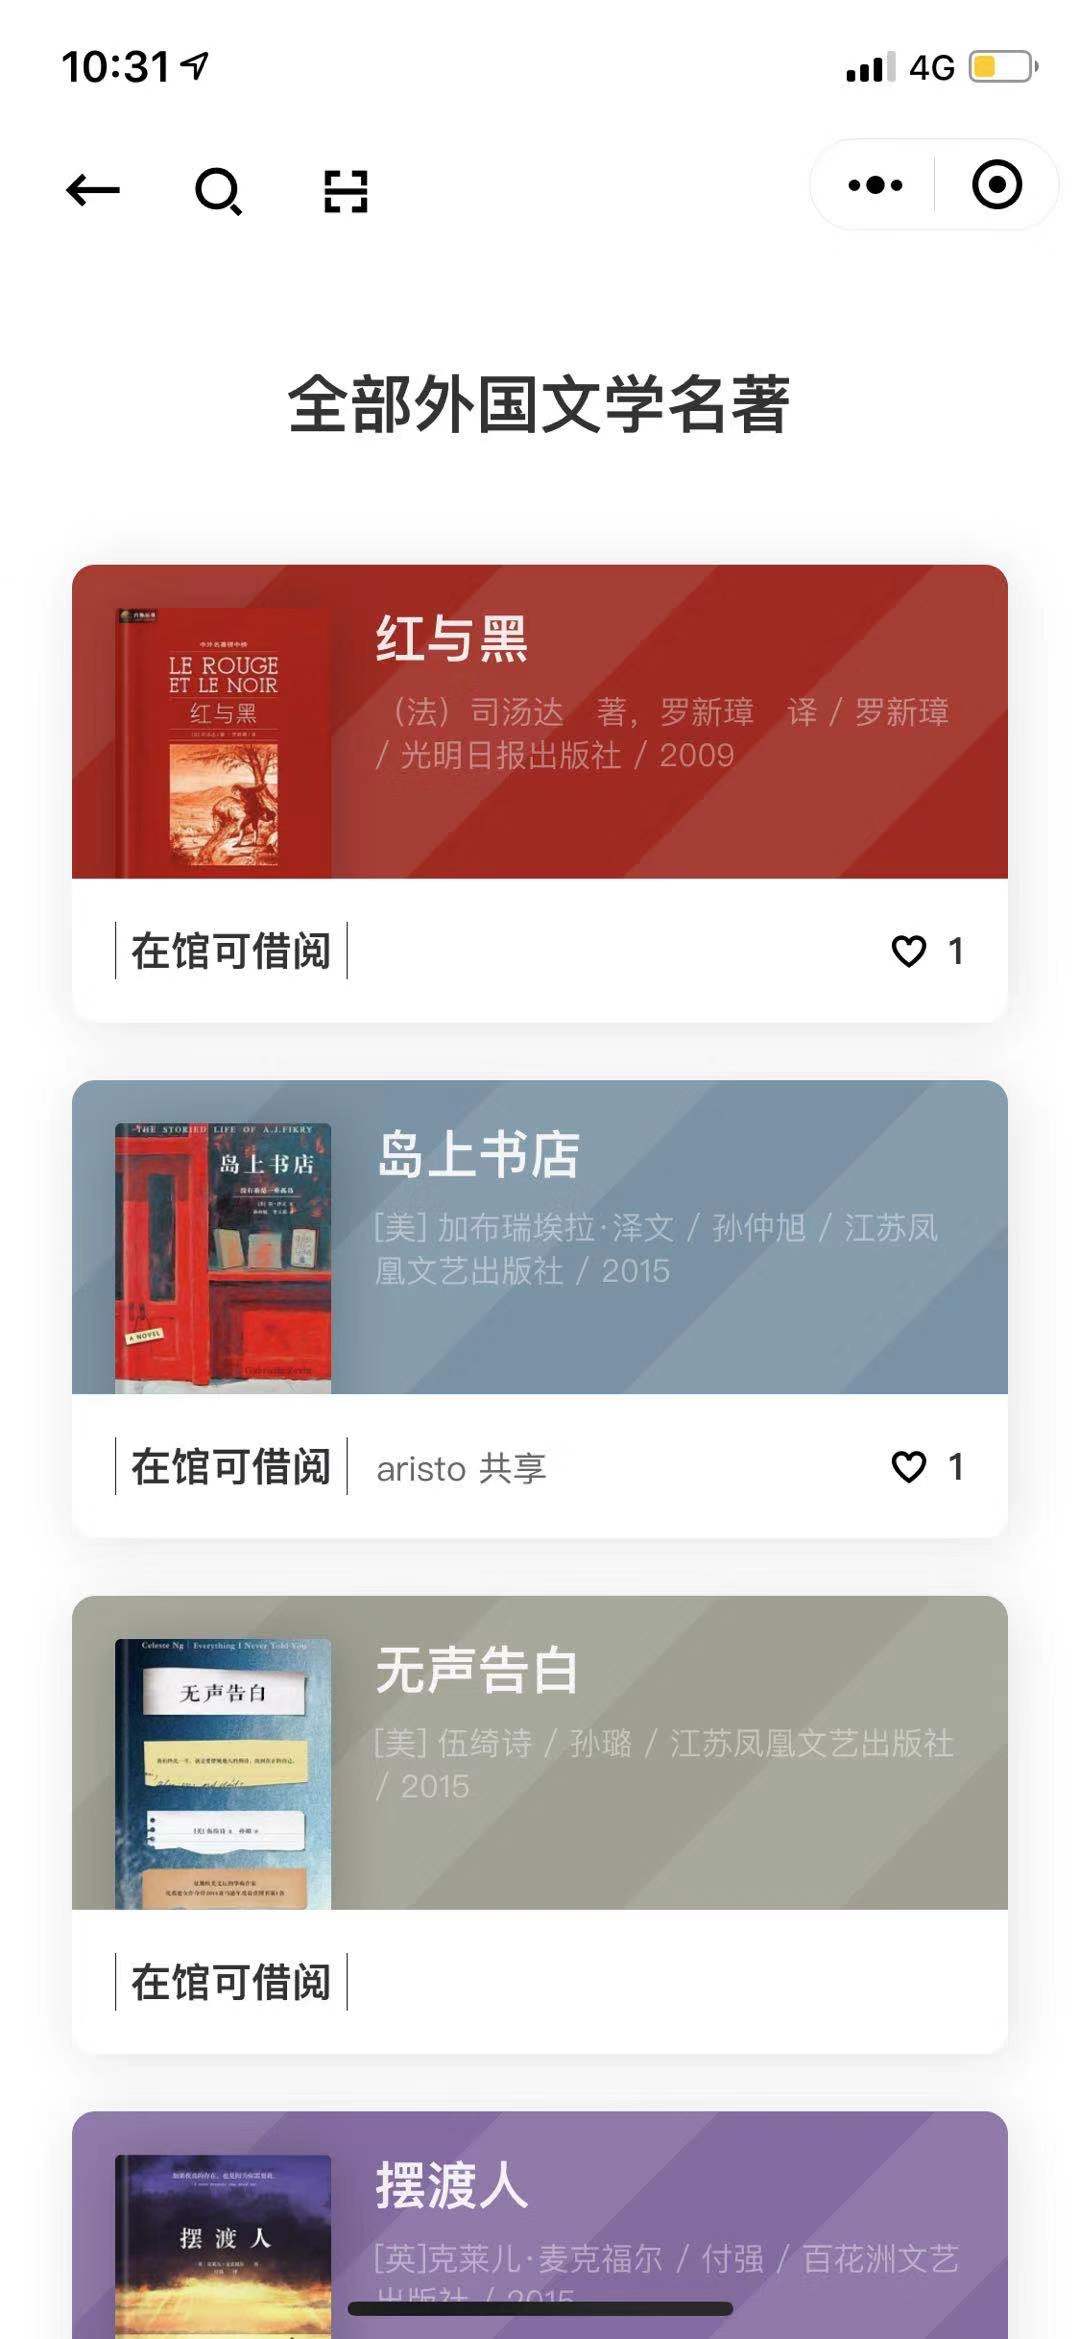 10:31
4G
全部外国文学名著
LE ROUGE
ET LE NOIR
红与黑
红与黑
（法）司汤达　著，罗新璋　译 / 罗新璋
/ 光明日报出版社 / 2009
在馆可借阅
1
THE STORIED LIFE OF A.J.FIKRY
岛上书店
A NOVEL
岛上书店
[美] 加布瑞埃拉·泽文 / 孙仲旭 / 江苏凤
凰文艺出版社 / 2015
在馆可借阅
aristo 共享
1
Celeste Ng | Everything I Never Told You
无声告白
无声告白
[美] 伍绮诗 / 孙璐 / 江苏凤凰文艺出版社
/ 2015
在馆可借阅
摆渡人
摆渡人
[英]克莱儿·麦克福尔 / 付强 / 百花洲文艺
出版社 / 2015